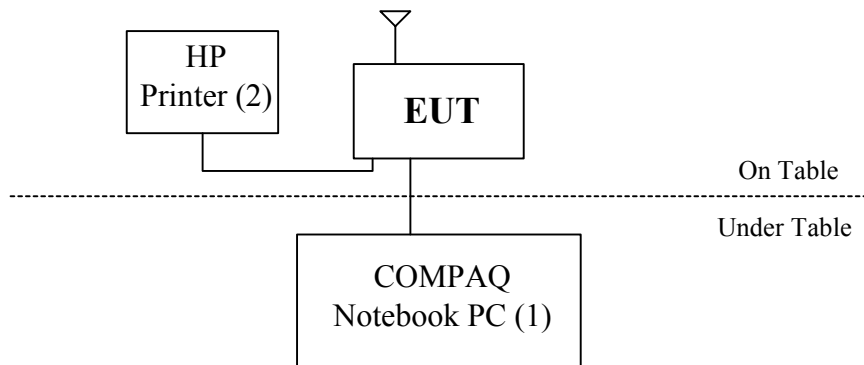 HP
Printer (2)
EUT
On Table
Under Table
COMPAQ
Notebook PC (1)